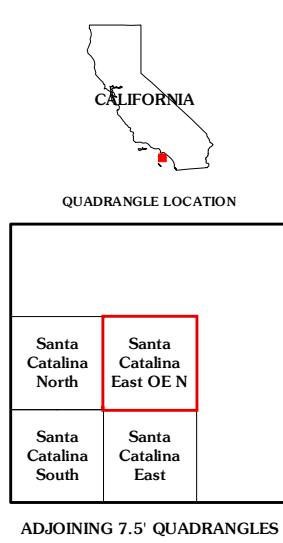 CALIFORNIA
QUADRANGLE LOCATION
Santa
Catalina
North
Santa
Catalina
East OE N
Santa
Catalina
South
Santa
Catalina
East
ADJOINING 7.5' QUADRANGLES